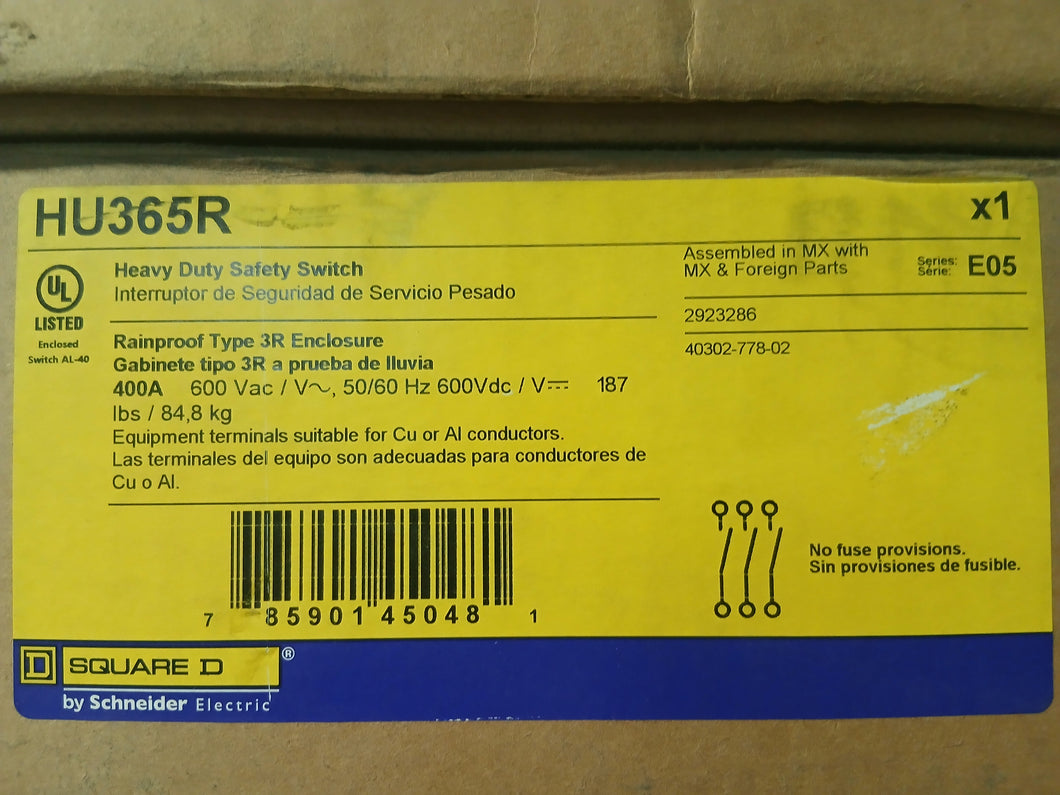 HU365R
x1
UL
LISTED
Enclosed
Switch AL-40
Heavy Duty Safety Switch
Interruptor de Seguridad de Servicio Pesado
Rainproof Type 3R Enclosure
Gabinete tipo 3R a prueba de lluvia
400A 600 Vac / V~, 50/60 Hz 600Vdc / V⎓ 187
lbs / 84,8 kg
Equipment terminals suitable for Cu or Al conductors.
Las terminales del equipo son adecuadas para conductores de
Cu o Al.
Assembled in MX with
MX & Foreign Parts
Series:
Série:
E05
2923286
40302-778-02
No fuse provisions.
Sin provisiones de fusible.
7 85901 45048 1
D SQUARE D ®
by Schneider Electric